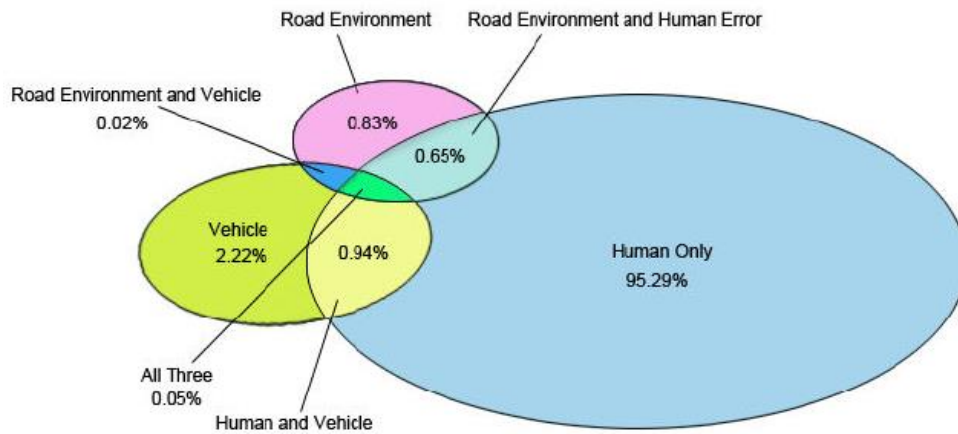 Road Environment
Road Environment and Human Error
Road Environment and Vehicle
0.02%
0.83%
0.65%
Vehicle
2.22%
0.94%
Human Only
95.29%
All Three
0.05%
Human and Vehicle